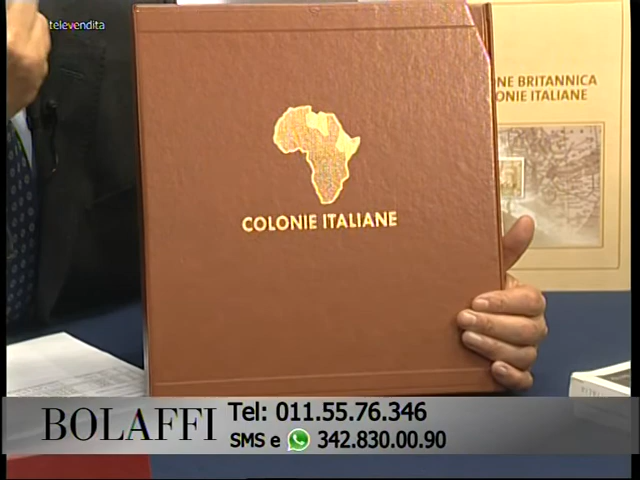 televendita
NE BRITANNICA
ONIE ITALIANE
COLONIE ITALIANE
BOLAFFI
Tel: 011.55.76.346
SMS e 342.830.00.90